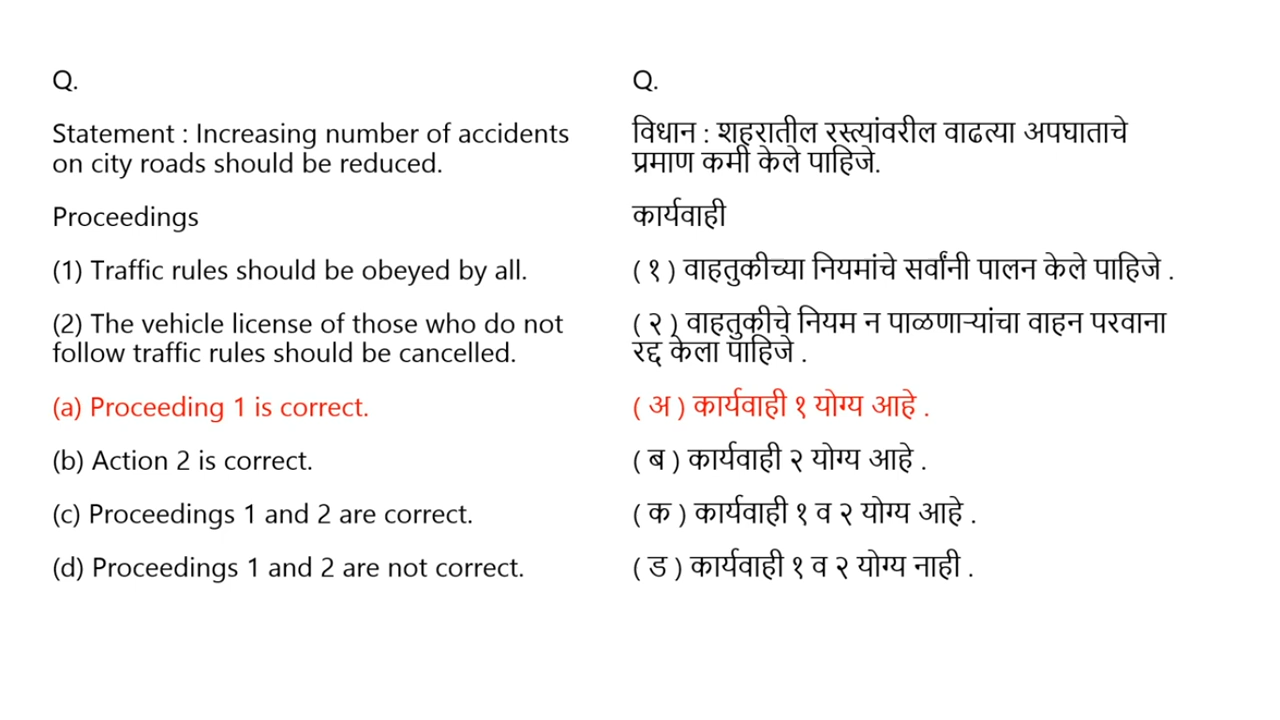 Q.
Statement : Increasing number of accidents
on city roads should be reduced.
Proceedings
(1) Traffic rules should be obeyed by all.
(2) The vehicle license of those who do not
follow traffic rules should be cancelled.
(a) Proceeding 1 is correct.
(b) Action 2 is correct.
(c) Proceedings 1 and 2 are correct.
(d) Proceedings 1 and 2 are not correct.
Q.
विधान : शहरातील रस्त्यांवरील वाढत्या अपघाताचे
प्रमाण कमी केले पाहिजे.
कार्यवाही
( १ ) वाहतुकीच्या नियमांचे सर्वांनी पालन केले पाहिजे .
( २ ) वाहतुकीचे नियम न पाळणाऱ्यांचा वाहन परवाना
रद्द केला पाहिजे .
( अ ) कार्यवाही १ योग्य आहे .
( ब ) कार्यवाही २ योग्य आहे .
( क ) कार्यवाही १ व २ योग्य आहे .
( ड ) कार्यवाही १ व २ योग्य नाही .